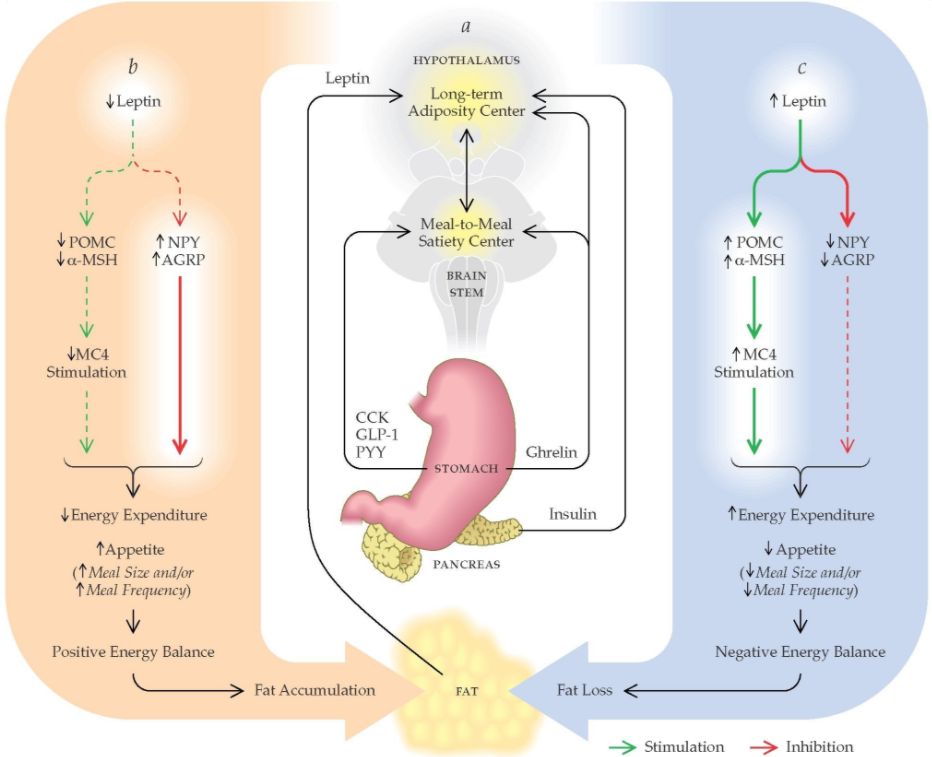 b
↓Leptin
↓POMC
↓α-MSH
↑NPY
↑AGRP
↓MC4
Stimulation
↓Energy Expenditure
↑Appetite
(↑Meal Size and/or
↑Meal Frequency)
Positive Energy Balance
Fat Accumulation
a
HYPOTHALAMUS
Leptin
Long-term
Adiposity Center
Meal-to-Meal
Satiety Center
BRAIN
STEM
CCK
GLP-1
PYY
STOMACH
Ghrelin
Insulin
PANCREAS
FAT
c
↑Leptin
↑POMC
↑α-MSH
↓NPY
↓AGRP
↑MC4
Stimulation
↑Energy Expenditure
↓Appetite
(↓Meal Size and/or
↓Meal Frequency)
Negative Energy Balance
Fat Loss
Stimulation
Inhibition